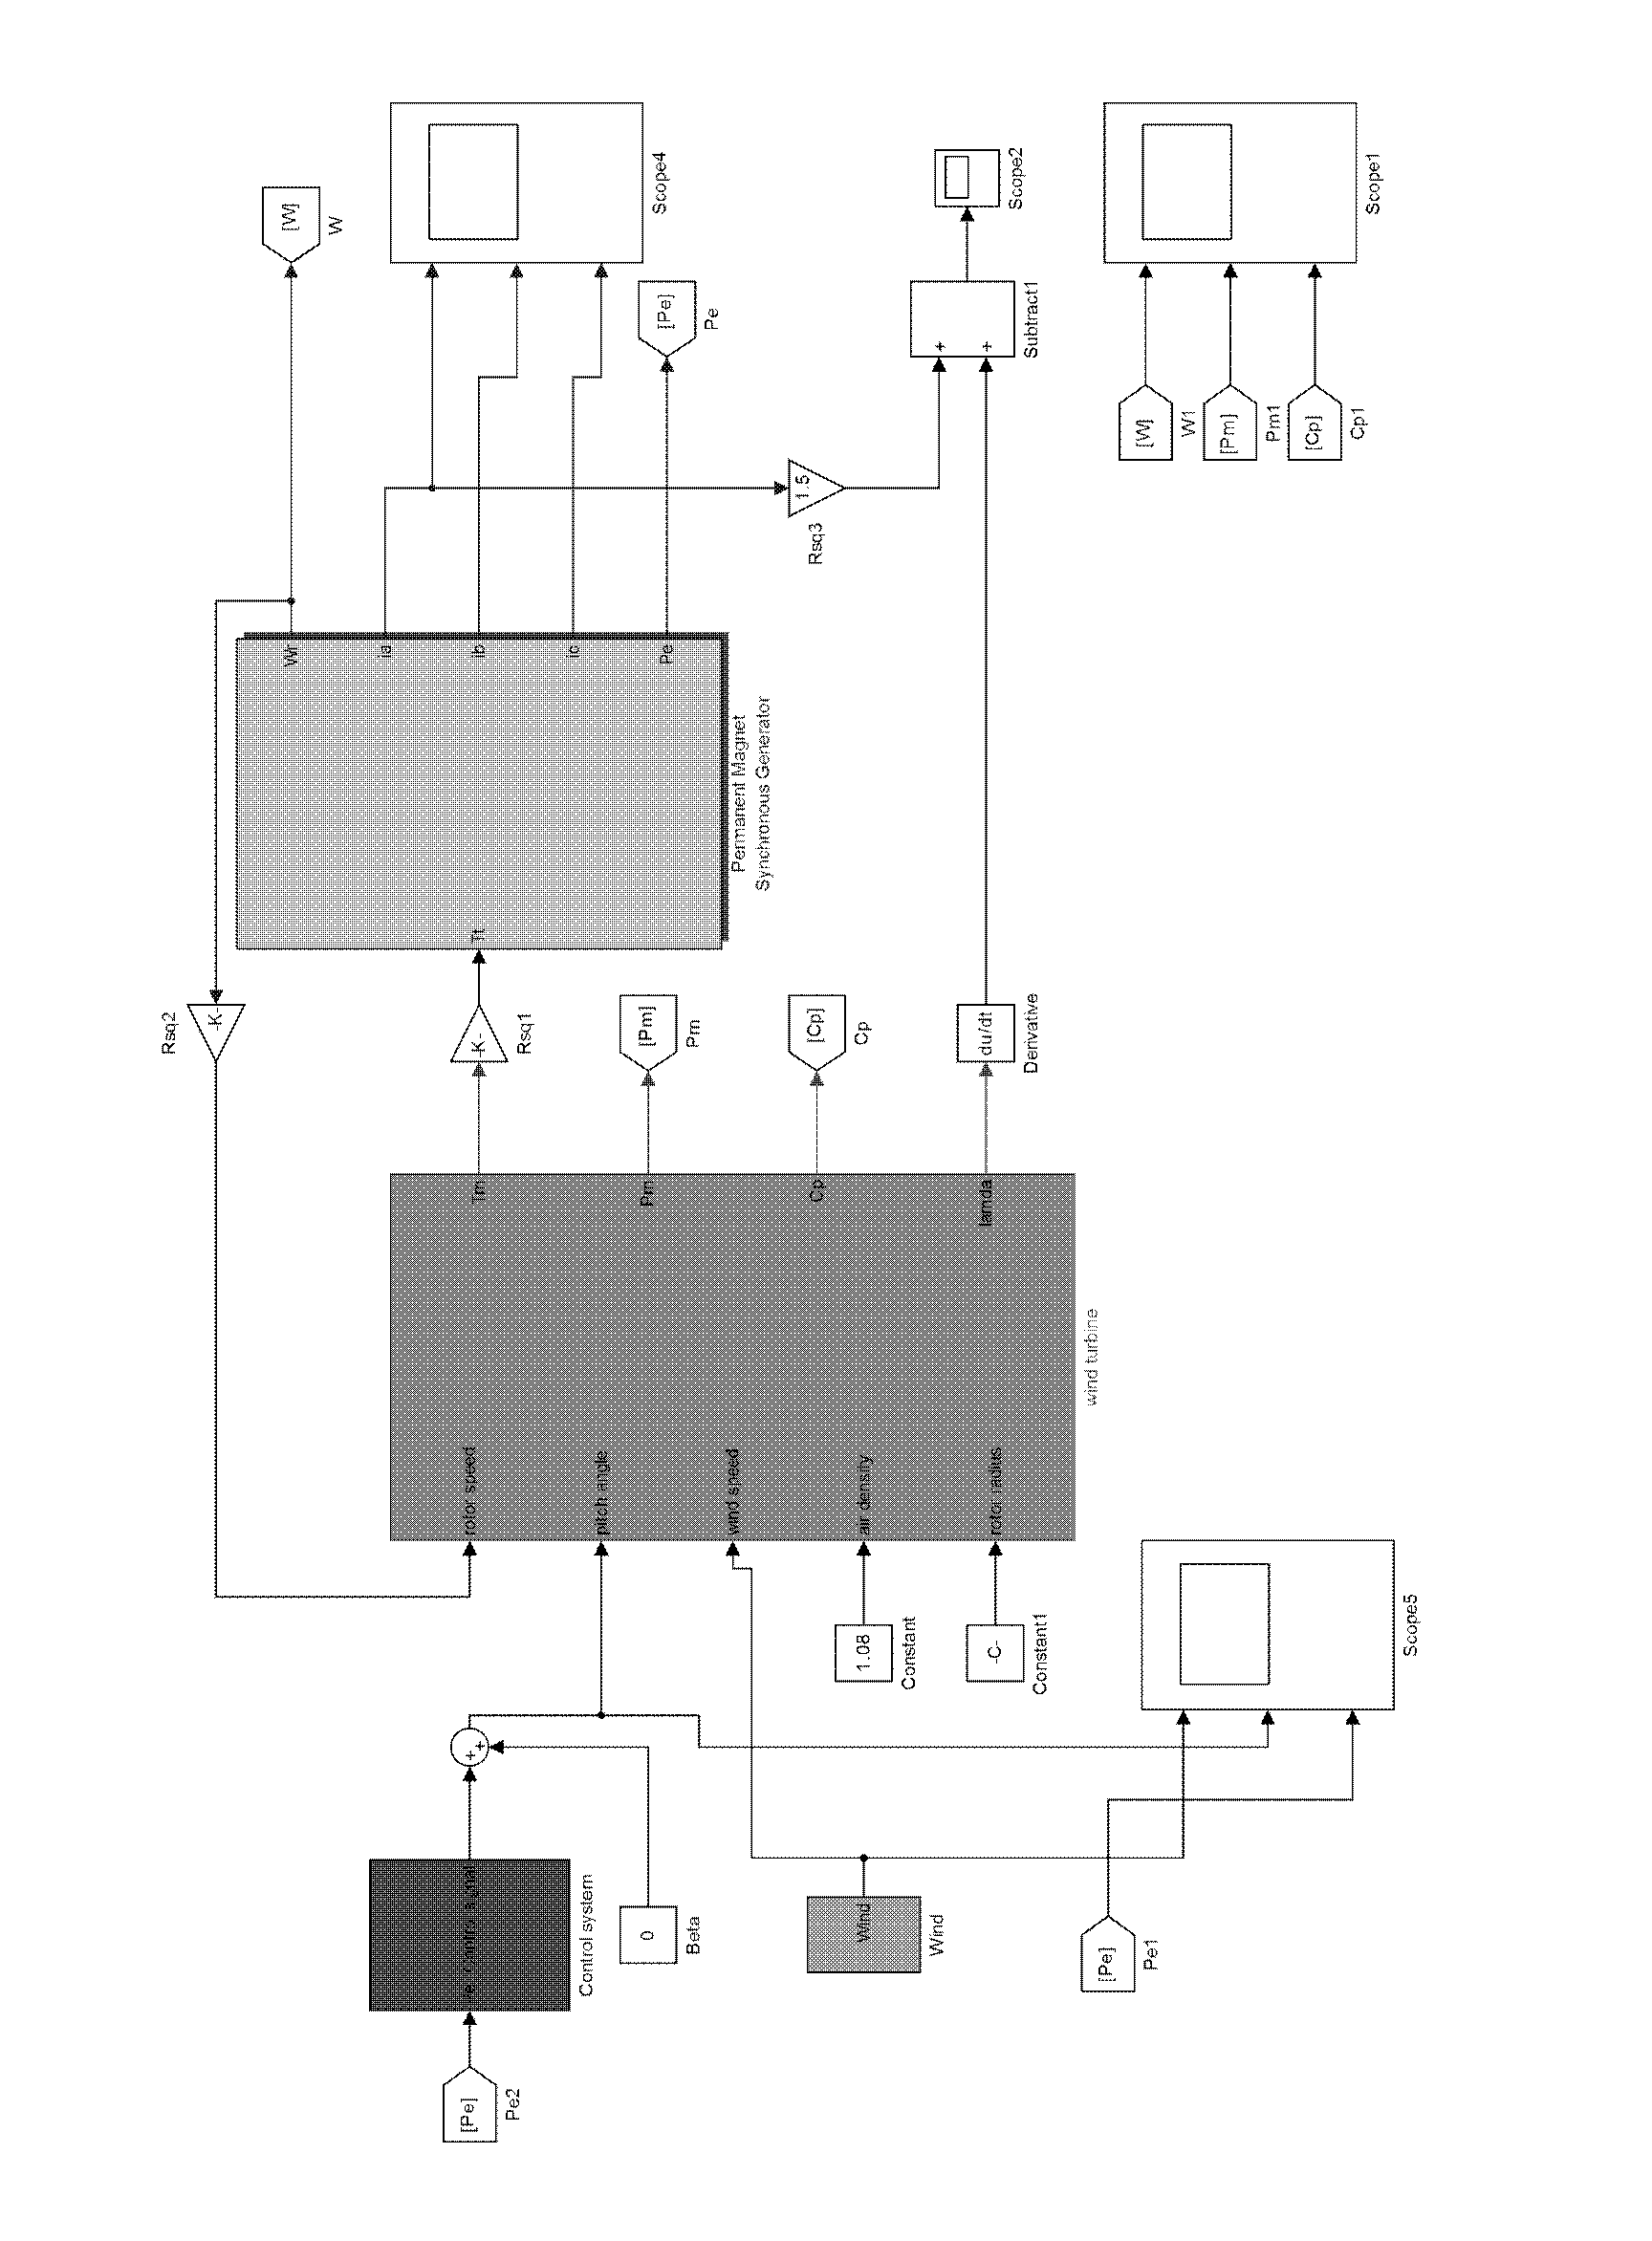 [Pe]
Pe2
Control system
+
+
0
Beta
Wind
Wind
[Pe]
Pe1
Scope5
1.08
Constant
-C-
Constant1
rotor speed
pitch angle
wind speed
air density
rotor radius
Tm
Pm
Cp
lamda
wind turbine
Rsq2
-K-
-K-
Rsq1
[Pm]
Pm
[Cp]
Cp
du/dt
Derivative
Tt
Wr
ia
ib
ic
Pe
Permanent Magnet
Synchronous Generator
1.5
Rsq3
[W]
W
Scope4
[Pe]
Pe
+
+
Subtract1
Scope2
[W]
W1
[Pm]
Pm1
[Cp]
Cp1
Scope1